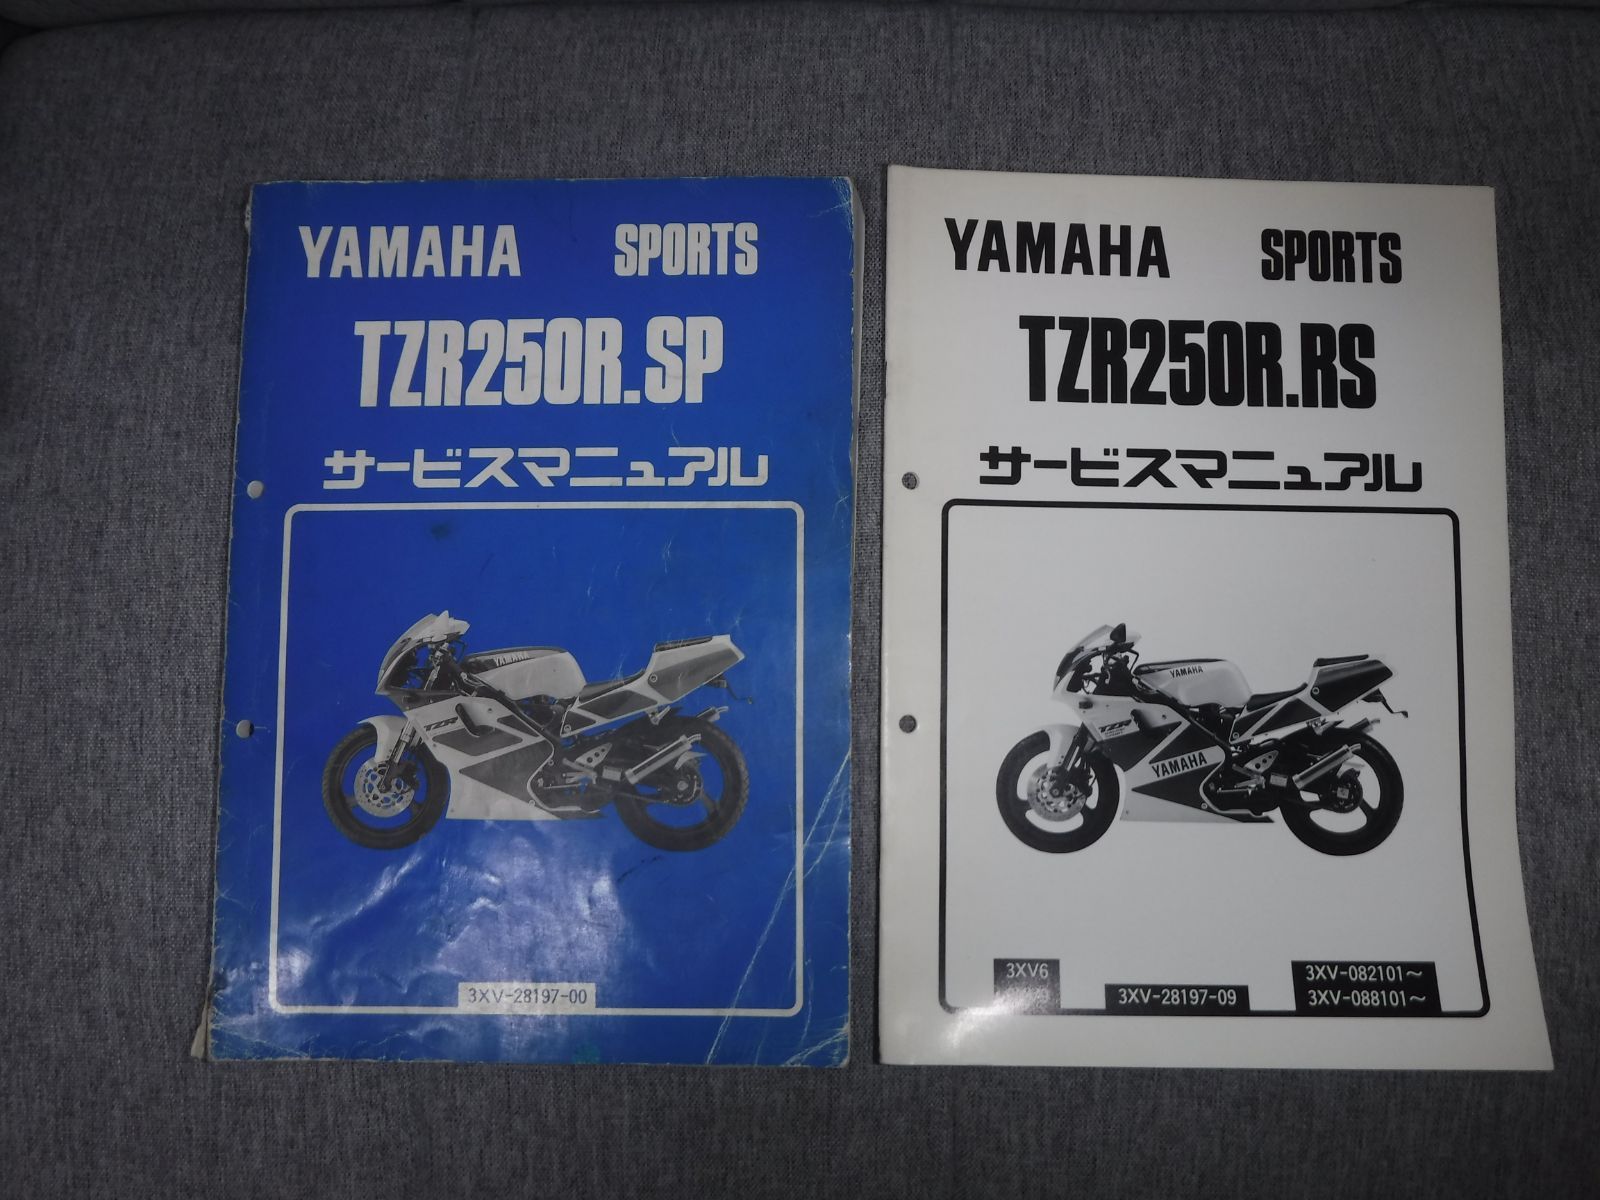 YAMAHA SPORTS
TZR250R.SP
サービスマニュアル
YAMAHA
TZR
3XV-28197-00
YAMAHA SPORTS
TZR250R.RS
サービスマニュアル
YAMAHA
TZR
YAMAHA
3XV6
3XV-28197-09
3XV-082101～
3XV-088101～